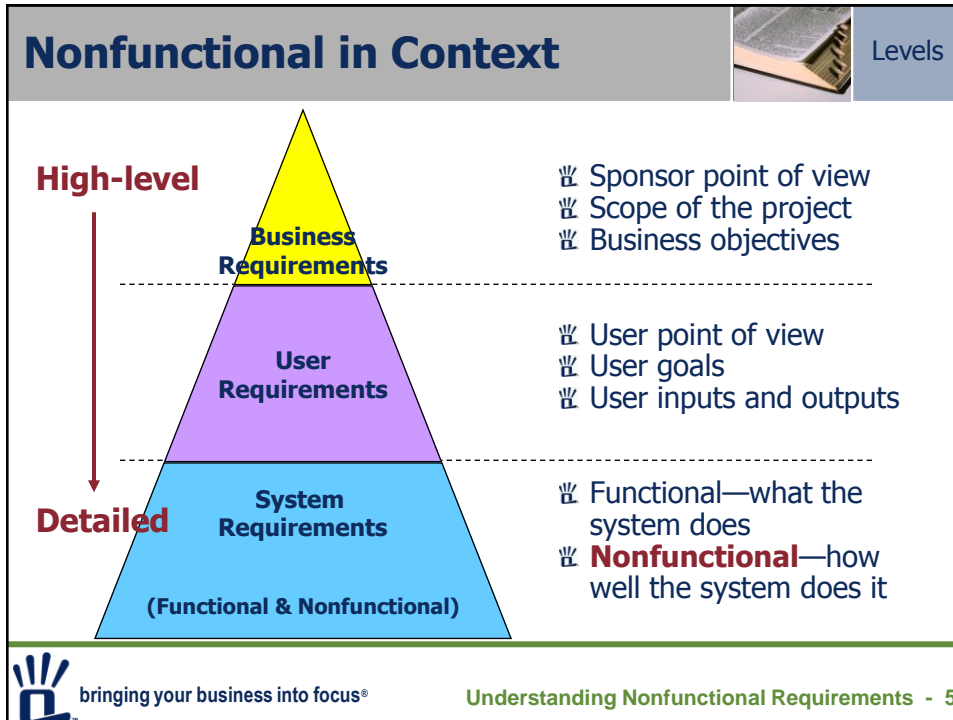 Nonfunctional in Context
Levels
High-level
Detailed
Business
Requirements
User
Requirements
System
Requirements
(Functional & Nonfunctional)
Sponsor point of view
Scope of the project
Business objectives
User point of view
User goals
User inputs and outputs
Functional—what the
system does
Nonfunctional—how
well the system does it
bringing your business into focus®
Understanding Nonfunctional Requirements - 5